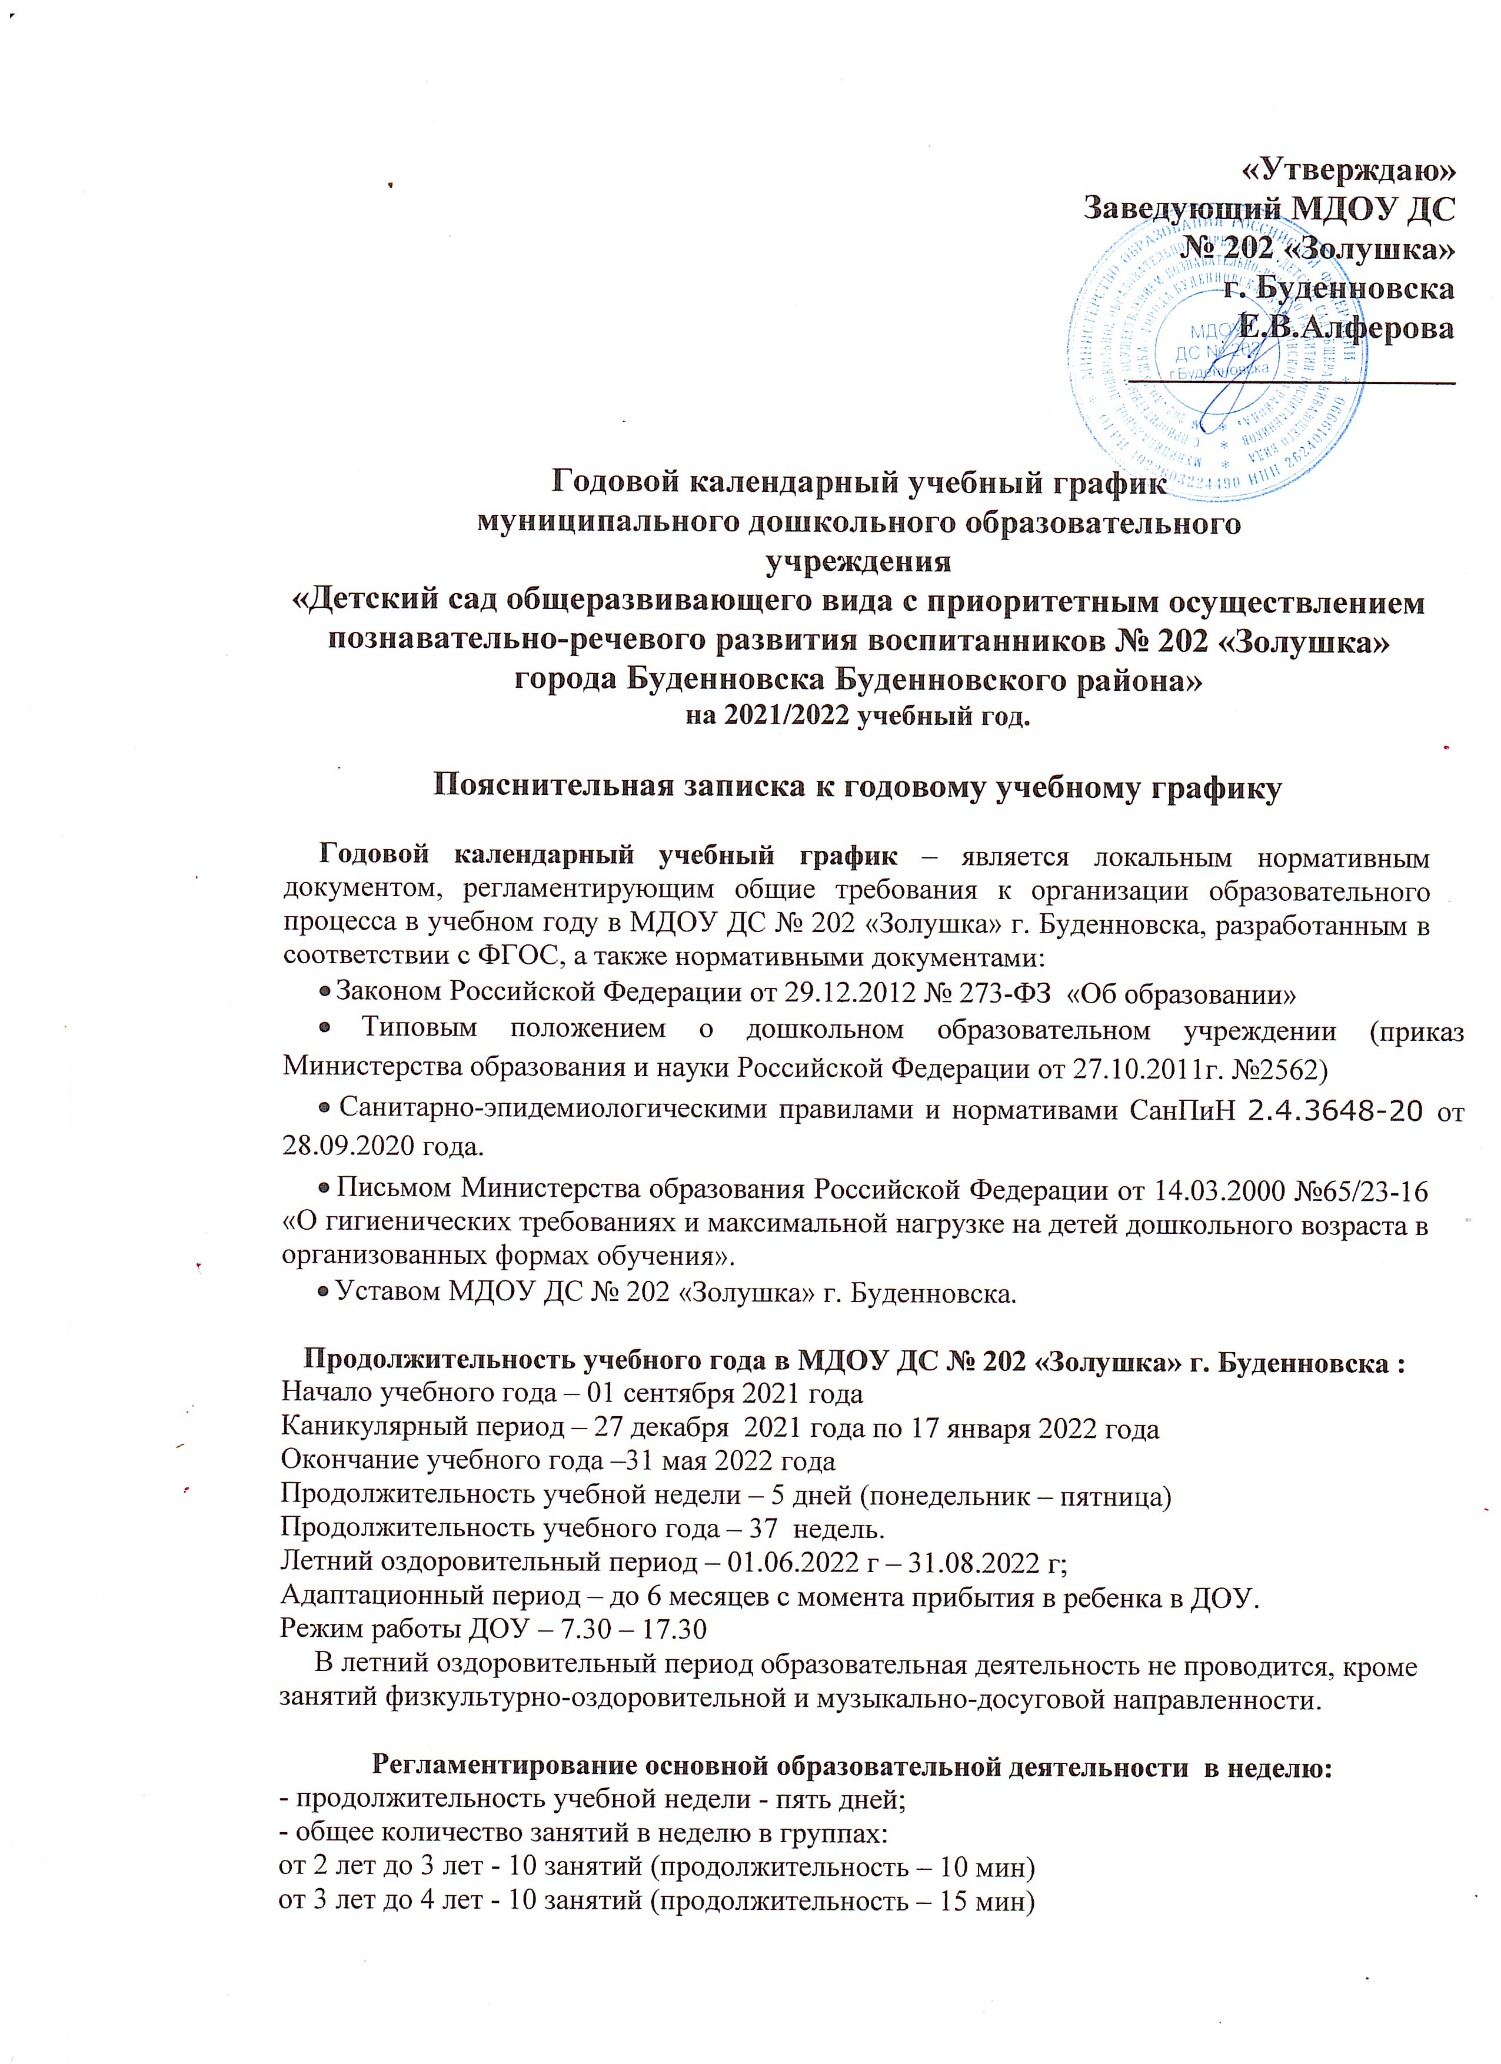 «Утверждаю»
Заведующий МДОУ ДС
№ 202 «Золушка»
г. Буденновска
Е.В.Алферова
МДОУ
ДС № 202
г.Буденновска
Годовой календарный учебный график
муниципального дошкольного образовательного
учреждения
«Детский сад общеразвивающего вида с приоритетным осуществлением
познавательно-речевого развития воспитанников № 202 «Золушка»
города Буденновска Буденновского района»
на 2021/2022 учебный год.
Пояснительная записка к годовому учебному графику
Годовой календарный учебный график – является локальным нормативным
документом, регламентирующим общие требования к организации образовательного
процесса в учебном году в МДОУ ДС № 202 «Золушка» г. Буденновска, разработанным в
соответствии с ФГОС, а также нормативными документами:
• Законом Российской Федерации от 29.12.2012 № 273-ФЗ «Об образовании»
• Типовым положением о дошкольном образовательном учреждении (приказ
Министерства образования и науки Российской Федерации от 27.10.2011г. №2562)
• Санитарно-эпидемиологическими правилами и нормативами СанПиН 2.4.3648-20 от
28.09.2020 года.
• Письмом Министерства образования Российской Федерации от 14.03.2000 №65/23-16
«О гигиенических требованиях и максимальной нагрузке на детей дошкольного возраста в
организованных формах обучения».
• Уставом МДОУ ДС № 202 «Золушка» г. Буденновска.
Продолжительность учебного года в МДОУ ДС № 202 «Золушка» г. Буденновска :
Начало учебного года – 01 сентября 2021 года
Каникулярный период – 27 декабря 2021 года по 17 января 2022 года
Окончание учебного года –31 мая 2022 года
Продолжительность учебной недели – 5 дней (понедельник – пятница)
Продолжительность учебного года – 37 недель.
Летний оздоровительный период – 01.06.2022 г – 31.08.2022 г;
Адаптационный период – до 6 месяцев с момента прибытия в ребенка в ДОУ.
Режим работы ДОУ – 7.30 – 17.30
В летний оздоровительный период образовательная деятельность не проводится, кроме
занятий физкультурно-оздоровительной и музыкально-досуговой направленности.
Регламентирование основной образовательной деятельности в неделю:
- продолжительность учебной недели - пять дней;
- общее количество занятий в неделю в группах:
от 2 лет до 3 лет - 10 занятий (продолжительность – 10 мин)
от 3 лет до 4 лет - 10 занятий (продолжительность – 15 мин)